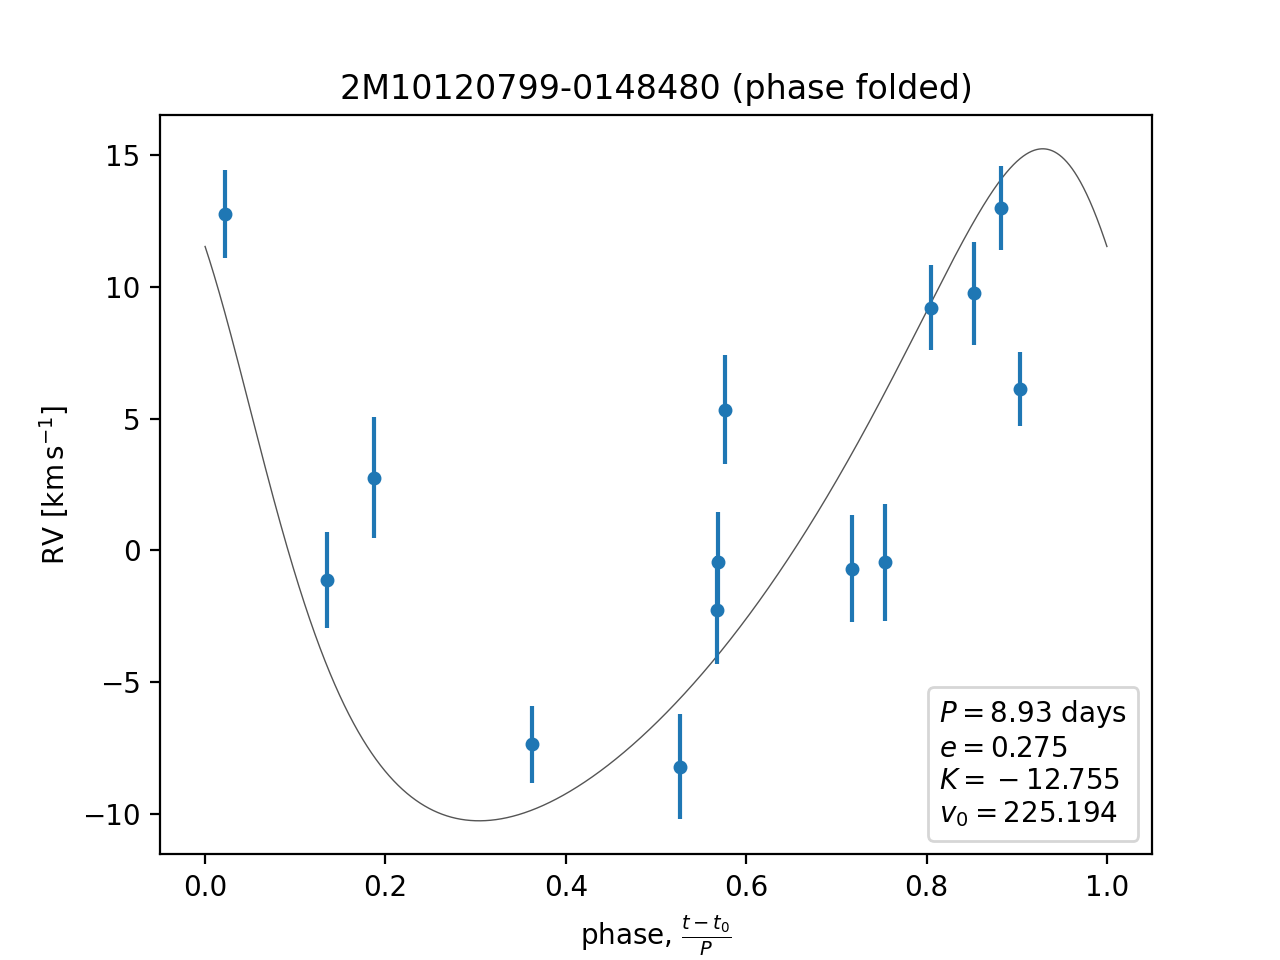 2M10120799-0148480 (phase folded)
RV [km s⁻¹]
15
10
5
0
−5
−10
P = 8.93 days
e = 0.275
K = −12.755
v₀ = 225.194
0.0 0.2 0.4 0.6 0.8 1.0
phase, (t − t₀)/P